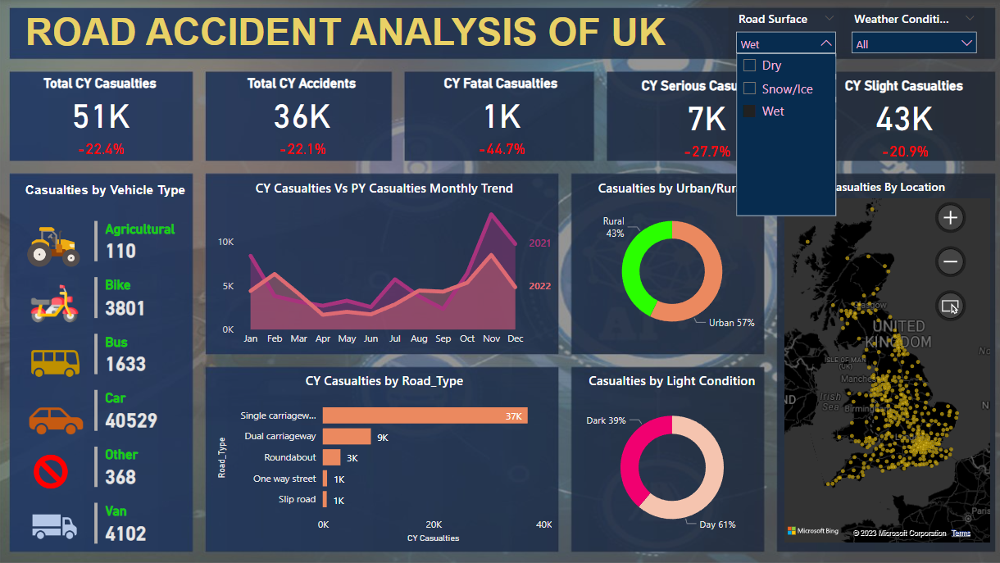 ROAD ACCIDENT ANALYSIS OF UK
Road Surface
Weather Conditi...
Wet
All
Dry
Snow/Ice
Wet
Total CY Casualties
51K
-22.4%
Total CY Accidents
36K
-22.1%
CY Fatal Casualties
1K
-44.7%
CY Serious Casu
7K
-27.7%
CY Slight Casualties
43K
-20.9%
Casualties by Vehicle Type
Agricultural
110
Bike
3801
Bus
1633
Car
40529
Other
368
Van
4102
CY Casualties Vs PY Casualties Monthly Trend
10K
5K
0K
2021
2022
Jan Feb Mar Apr May Jun Jul Aug Sep Oct Nov Dec
Casualties by Urban/Rur
Rural
43%
Urban 57%
CY Casualties by Road_Type
Road_Type
Single carriagew... 37K
Dual carriageway 9K
Roundabout 3K
One way street 1K
Slip road 1K
0K 20K 40K
CY Casualties
Casualties by Light Condition
Dark 39%
Day 61%
asualties By Location
Glasgow
UNITED
KINGDOM
No
ISLE OF MAN
(UK)
Manche
Irish
Sea
ND
Birming
N
London
Paris
Microsoft Bing
© 2023 Microsoft Corporation Terms